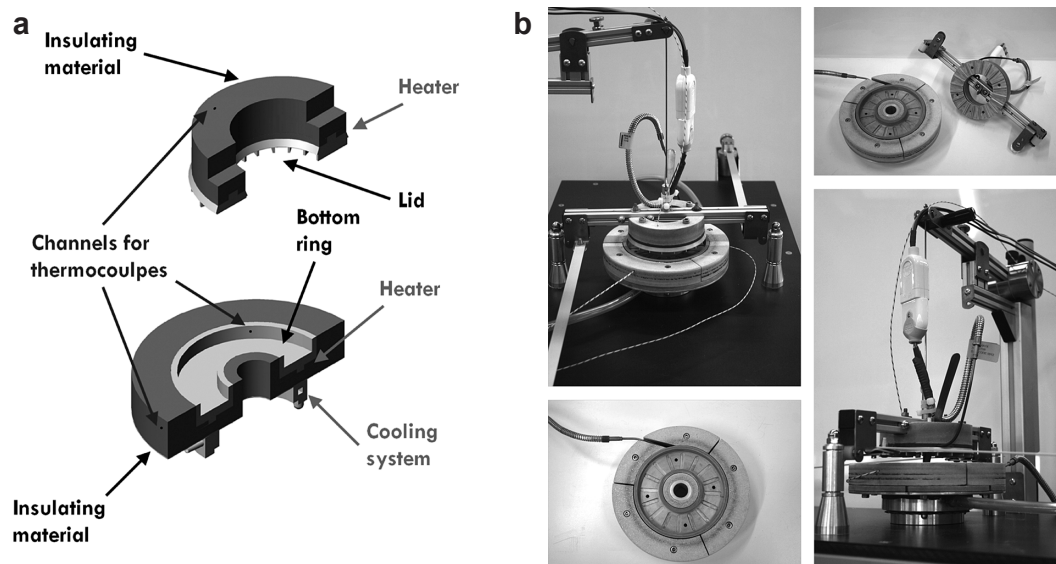 a
Insulating
material
Heater
Lid
Bottom
ring
Channels for
thermocoulpes
Heater
Cooling
system
Insulating
material
b